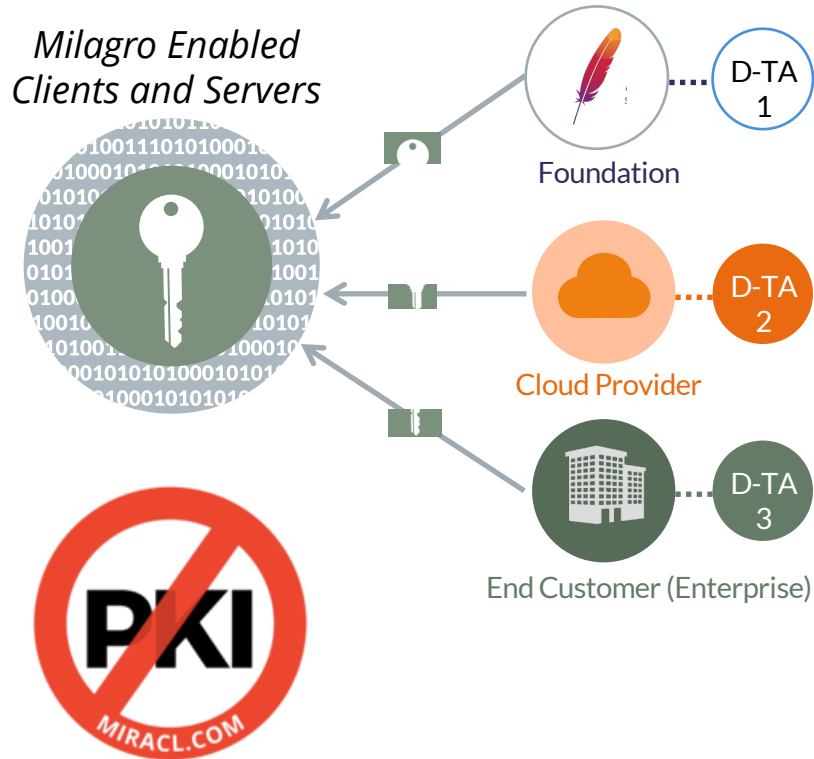 Milagro Enabled
Clients and Servers
D-TA
1
Foundation
D-TA
2
Cloud Provider
D-TA
3
End Customer (Enterprise)
PKI
MIRACL.COM